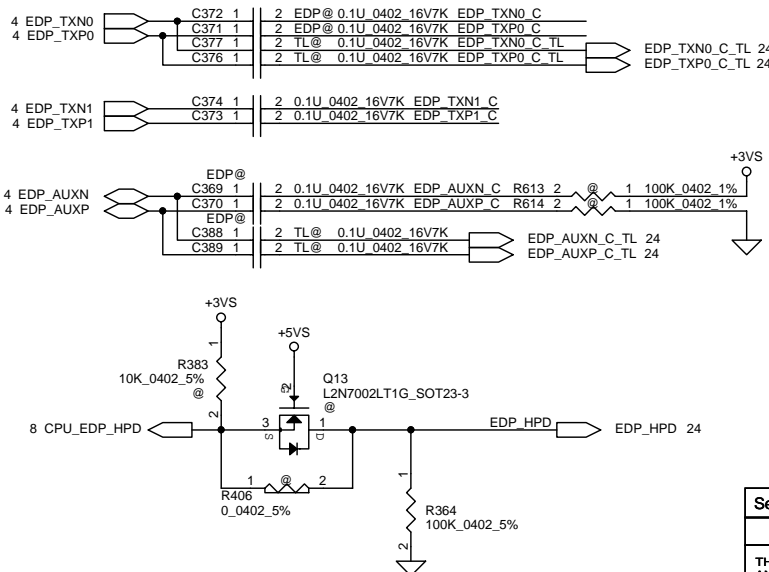 4 EDP_TXN0 C372 1 2 EDP@ 0.1U_0402_16V7K EDP_TXN0_C
4 EDP_TXP0 C371 1 2 EDP@ 0.1U_0402_16V7K EDP_TXP0_C
C377 1 2 TL@ 0.1U_0402_16V7K EDP_TXN0_C_TL EDP_TXN0_C_TL 24
C376 1 2 TL@ 0.1U_0402_16V7K EDP_TXP0_C_TL EDP_TXP0_C_TL 24
4 EDP_TXN1 C374 1 2 0.1U_0402_16V7K EDP_TXN1_C
4 EDP_TXP1 C373 1 2 0.1U_0402_16V7K EDP_TXP1_C
+3VS
EDP@
4 EDP_AUXN C369 1 2 0.1U_0402_16V7K EDP_AUXN_C R613 2 @ 1 100K_0402_1%
4 EDP_AUXP C370 1 2 0.1U_0402_16V7K EDP_AUXP_C R614 2 @ 1 100K_0402_1%
EDP@
C388 1 2 TL@ 0.1U_0402_16V7K EDP_AUXN_C_TL 24
C389 1 2 TL@ 0.1U_0402_16V7K EDP_AUXP_C_TL 24
+3VS
+5VS
1
R383
10K_0402_5%
@
2
2
G
Q13
L2N7002LT1G_SOT23-3
@
8 CPU_EDP_HPD 3 S 1 D EDP_HPD EDP_HPD 24
1 @ 2
R406
0_0402_5%
1
R364
100K_0402_5%
2
Se
TH